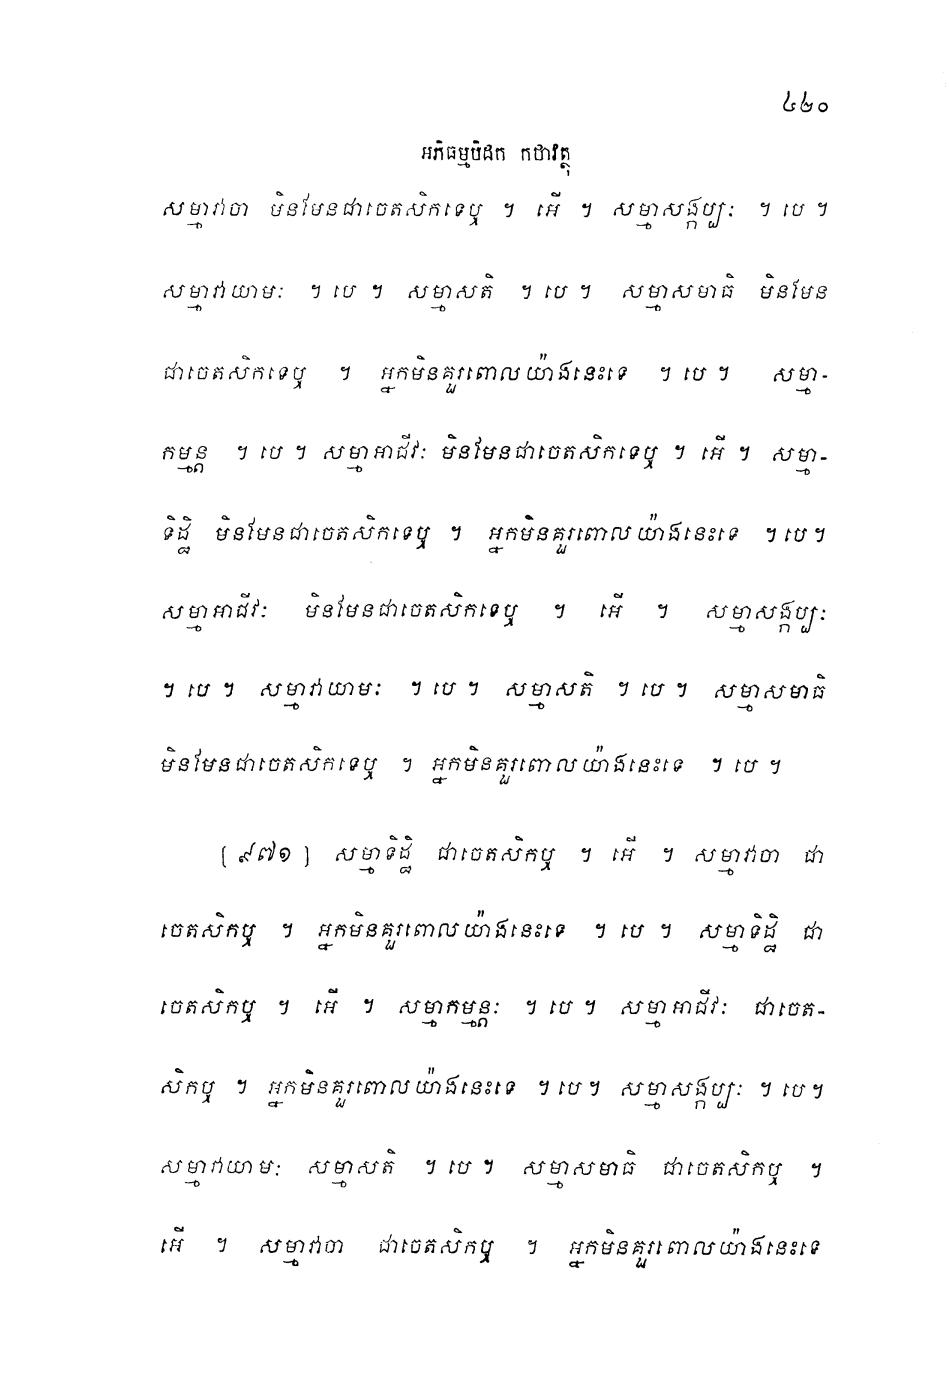 ៤២០
អភិធម្មបិដក កថាវត្ថុ
សម្មាវាចា មិនមែនជាចេតសិកទេឬ ។ អើ ។ សម្មាសង្កប្បៈ ។ បេ ។
សម្មាវាយាមៈ ។ បេ ។ សម្មាសតិ ។ បេ ។ សម្មាសមាធិ មិនមែន
ជាចេតសិកទេឬ ។ អ្នកមិនគួរពោលយ៉ាងនេះទេ ។ បេ ។ សម្មា-
កម្មន្ត ។ បេ ។ សម្មាអាជីវៈ មិនមែនជាចេតសិកទេឬ ។ អើ ។ សម្មា-
ទិដ្ឋិ មិនមែនជាចេតសិកទេឬ ។ អ្នកមិនគួរពោលយ៉ាងនេះទេ ។ បេ ។
សម្មាអាជីវៈ មិនមែនជាចេតសិកទេឬ ។ អើ ។ សម្មាសង្កប្បៈ
។ បេ ។ សម្មាវាយាមៈ ។ បេ ។ សម្មាសតិ ។ បេ ។ សម្មាសមាធិ
មិនមែនជាចេតសិកទេឬ ។ អ្នកមិនគួរពោលយ៉ាងនេះទេ ។ បេ ។
[៩៧១] សម្មាទិដ្ឋិ ជាចេតសិកឬ ។ អើ ។ សម្មាវាចា ជា
ចេតសិកឬ ។ អ្នកមិនគួរពោលយ៉ាងនេះទេ ។ បេ ។ សម្មាទិដ្ឋិ ជា
ចេតសិកឬ ។ អើ ។ សម្មាកម្មន្តៈ ។ បេ ។ សម្មាអាជីវៈ ជាចេត-
សិកឬ ។ អ្នកមិនគួរពោលយ៉ាងនេះទេ ។ បេ ។ សម្មាសង្កប្បៈ ។ បេ ។
សម្មាវាយាមៈ សម្មាសតិ ។ បេ ។ សម្មាសមាធិ ជាចេតសិកឬ ។
អើ ។ សម្មាវាចា ជាចេតសិកឬ ។ អ្នកមិនគួរពោលយ៉ាងនេះទេ